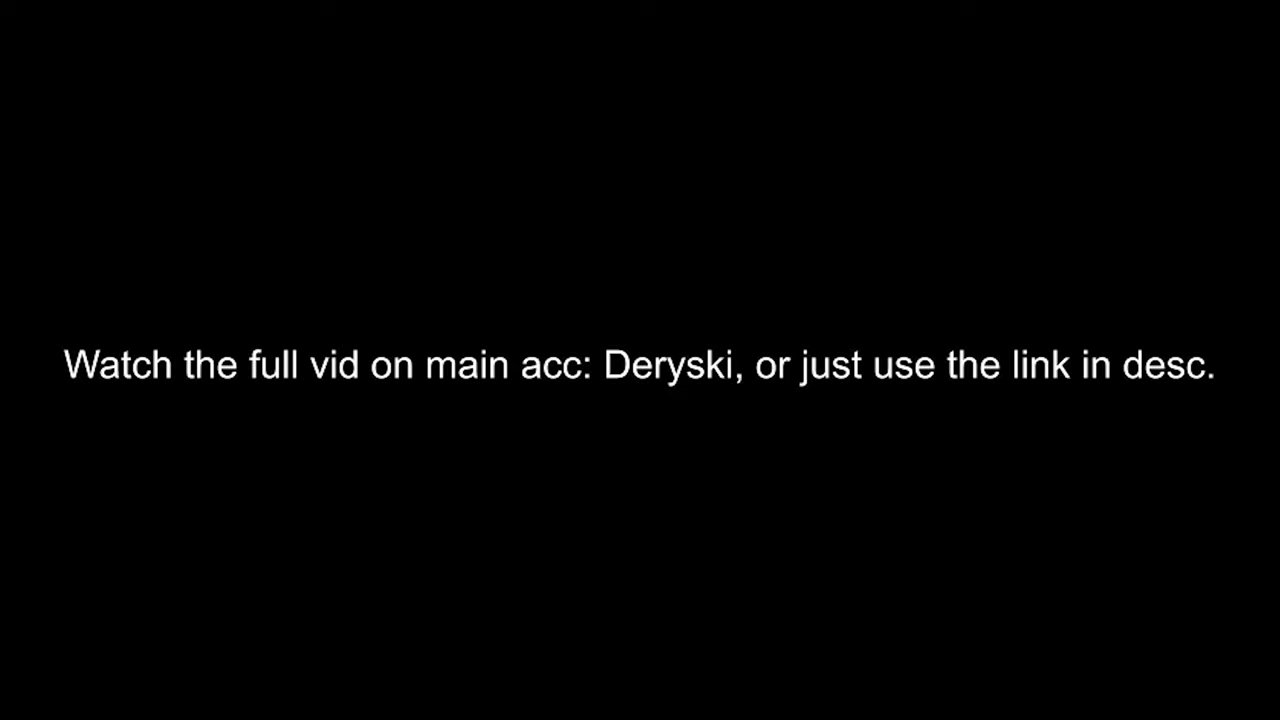 Watch the full vid on main acc: Deryski, or just use the link in desc.